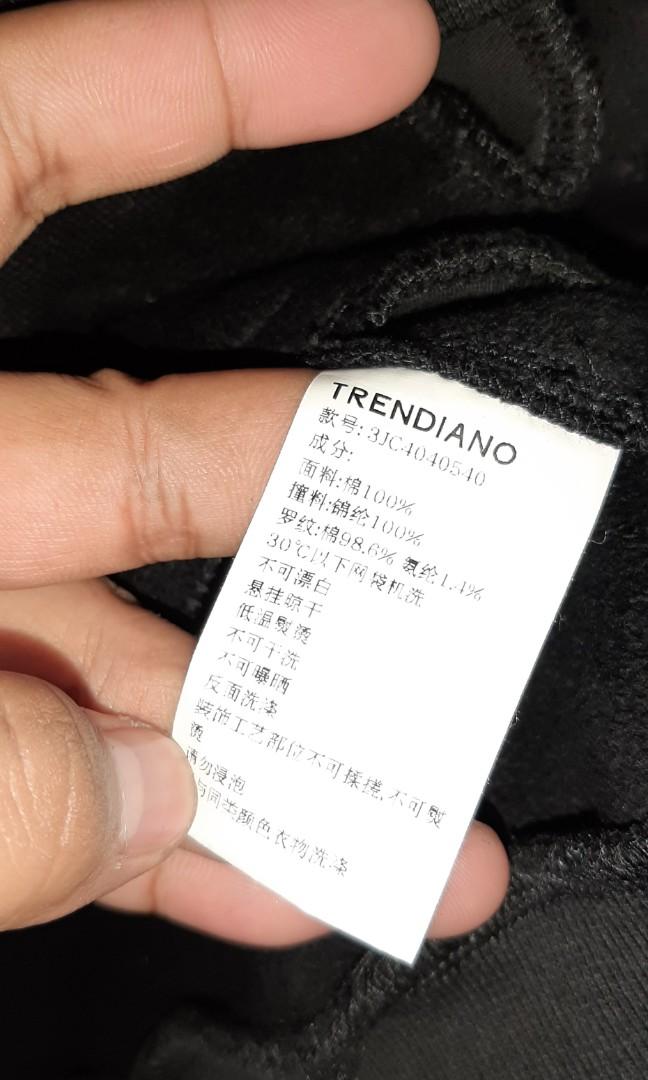 TRENDIANO
款号: 3JC4040540
成分:
面料:棉100%
撞料:锦纶100%
罗纹:棉98.6% 氨纶1.4%
30℃以下网袋机洗
不可漂白
悬挂晾干
低温熨烫
不可干洗
不可曝晒
反面洗涤
装饰工艺部位不可揉搓,不可熨
烫
请勿浸泡
与同类颜色衣物洗涤